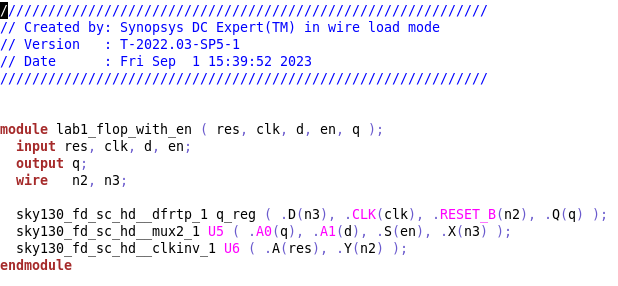 /////////////////////////////////////////////////////////////
// Created by: Synopsys DC Expert(TM) in wire load mode
// Version   : T-2022.03-SP5-1
// Date      : Fri Sep  1 15:39:52 2023
/////////////////////////////////////////////////////////////
module lab1_flop_with_en ( res, clk, d, en, q );
  input res, clk, d, en;
  output q;
  wire   n2, n3;
  sky130_fd_sc_hd__dfrtp_1 q_reg ( .D(n3), .CLK(clk), .RESET_B(n2), .Q(q) );
  sky130_fd_sc_hd__mux2_1 U5 ( .A0(q), .A1(d), .S(en), .X(n3) );
  sky130_fd_sc_hd__clkinv_1 U6 ( .A(res), .Y(n2) );
endmodule